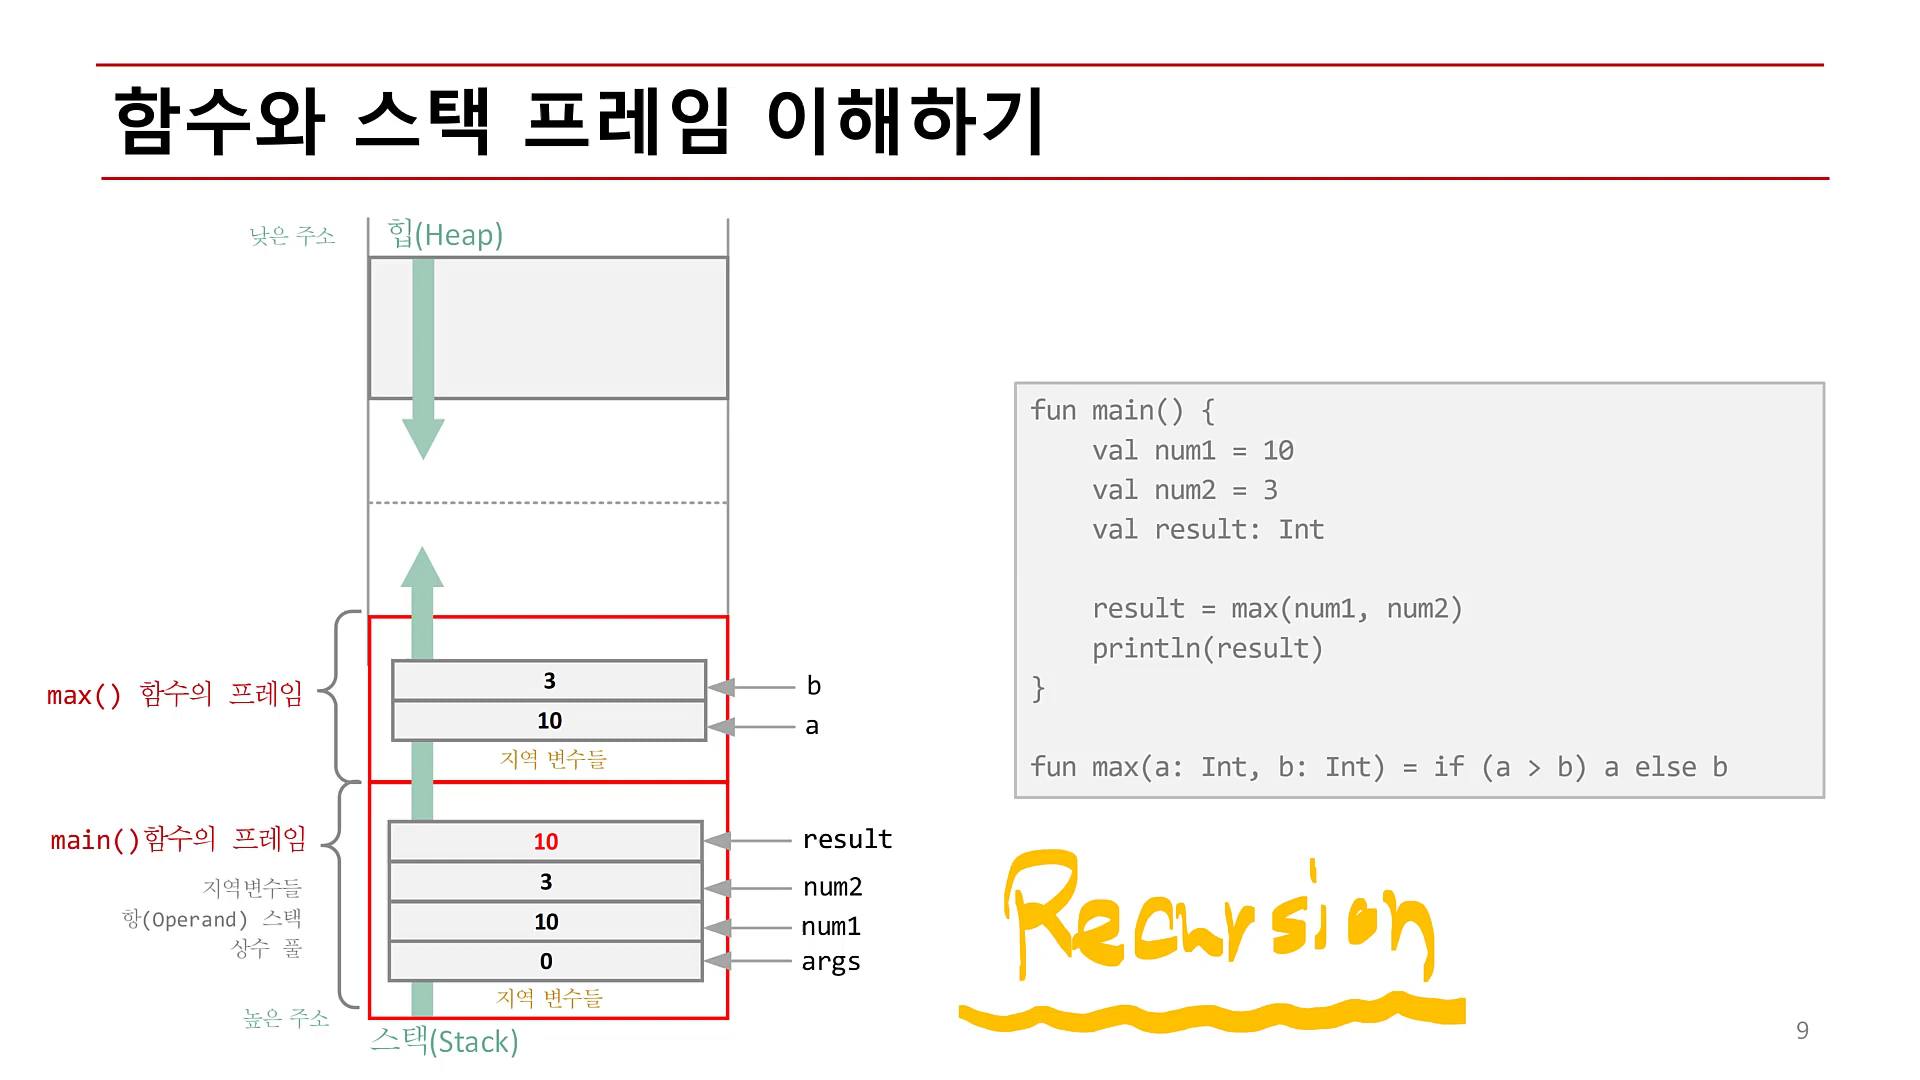 함수와 스택 프레임 이해하기
낮은 주소
힙(Heap)
max() 함수의 프레임
3
b
10
a
지역 변수들
main()함수의 프레임
지역변수들
항(Operand) 스택
상수 풀
10
result
3
num2
10
num1
0
args
지역 변수들
높은 주소
스택(Stack)
fun main() {
    val num1 = 10
    val num2 = 3
    val result: Int
    result = max(num1, num2)
    println(result)
}
fun max(a: Int, b: Int) = if (a > b) a else b
Recursion
9